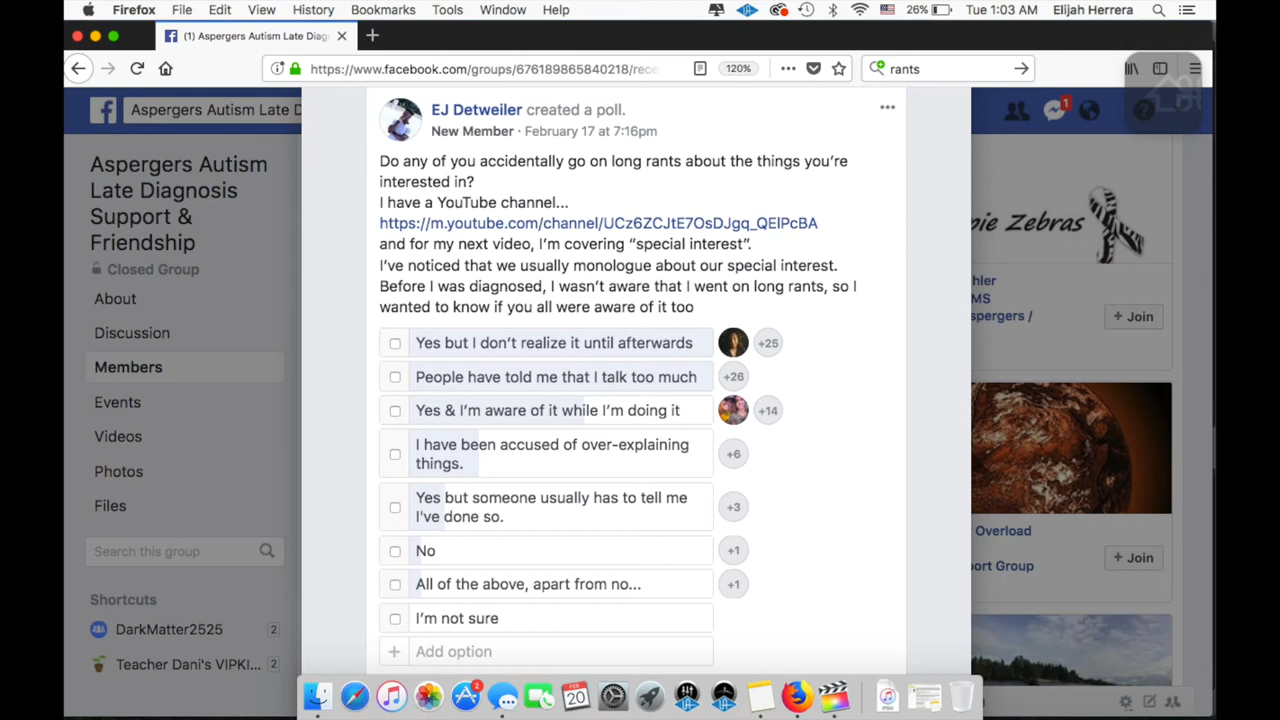 Firefox File Edit View History Bookmarks Tools Window Help 26% Tue 1:03 AM Elijah Herrera
(1) Aspergers Autism Late Diag
https://www.facebook.com/groups/676189865840218/rece 120% rants
Aspergers Autism Late D
1
Aspergers Autism
Late Diagnosis
Support &
Friendship
Closed Group
About
Discussion
Members
Events
Videos
Photos
Files
Search this group
Shortcuts
DarkMatter2525 2
Teacher Dani's VIPKI... 2
EJ Detweiler created a poll.
New Member · February 17 at 7:16pm
Do any of you accidentally go on long rants about the things you're
interested in?
I have a YouTube channel...
https://m.youtube.com/channel/UCz6ZCJtE7OsDJgq_QElPcBA
and for my next video, I'm covering “special interest”.
I've noticed that we usually monologue about our special interest.
Before I was diagnosed, I wasn't aware that I went on long rants, so I
wanted to know if you all were aware of it too
Yes but I don't realize it until afterwards +25
People have told me that I talk too much +26
Yes & I'm aware of it while I'm doing it +14
I have been accused of over-explaining
things. +6
Yes but someone usually has to tell me
I've done so. +3
No +1
All of the above, apart from no... +1
I'm not sure
+ Add option
pie Zebras
hler
MS
spergers /
+ Join
Overload
port Group
+ Join
2
FEB
20